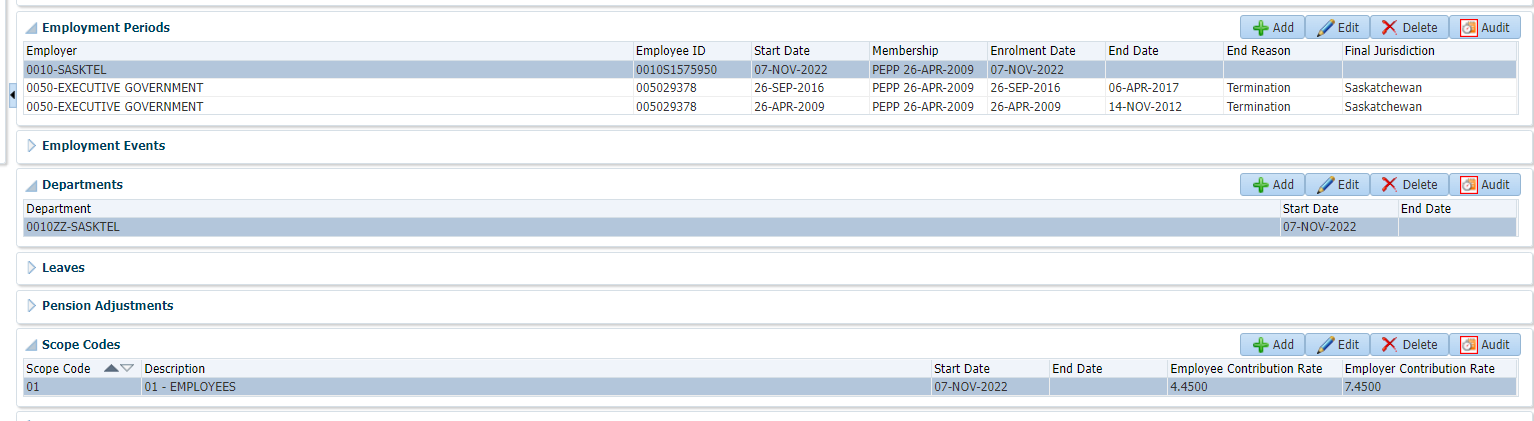 Employment Periods Add Edit Delete Audit
Employer Employee ID Start Date Membership Enrolment Date End Date End Reason Final Jurisdiction
0010-SASKTEL 0010S1575950 07-NOV-2022 PEPP 26-APR-2009 07-NOV-2022
0050-EXECUTIVE GOVERNMENT 005029378 26-SEP-2016 PEPP 26-APR-2009 26-SEP-2016 06-APR-2017 Termination Saskatchewan
0050-EXECUTIVE GOVERNMENT 005029378 26-APR-2009 PEPP 26-APR-2009 26-APR-2009 14-NOV-2012 Termination Saskatchewan
Employment Events
Departments Add Edit Delete Audit
Department Start Date End Date
0010ZZ-SASKTEL 07-NOV-2022
Leaves
Pension Adjustments
Scope Codes Add Edit Delete Audit
Scope Code Description Start Date End Date Employee Contribution Rate Employer Contribution Rate
01 01 - EMPLOYEES 07-NOV-2022 4.4500 7.4500